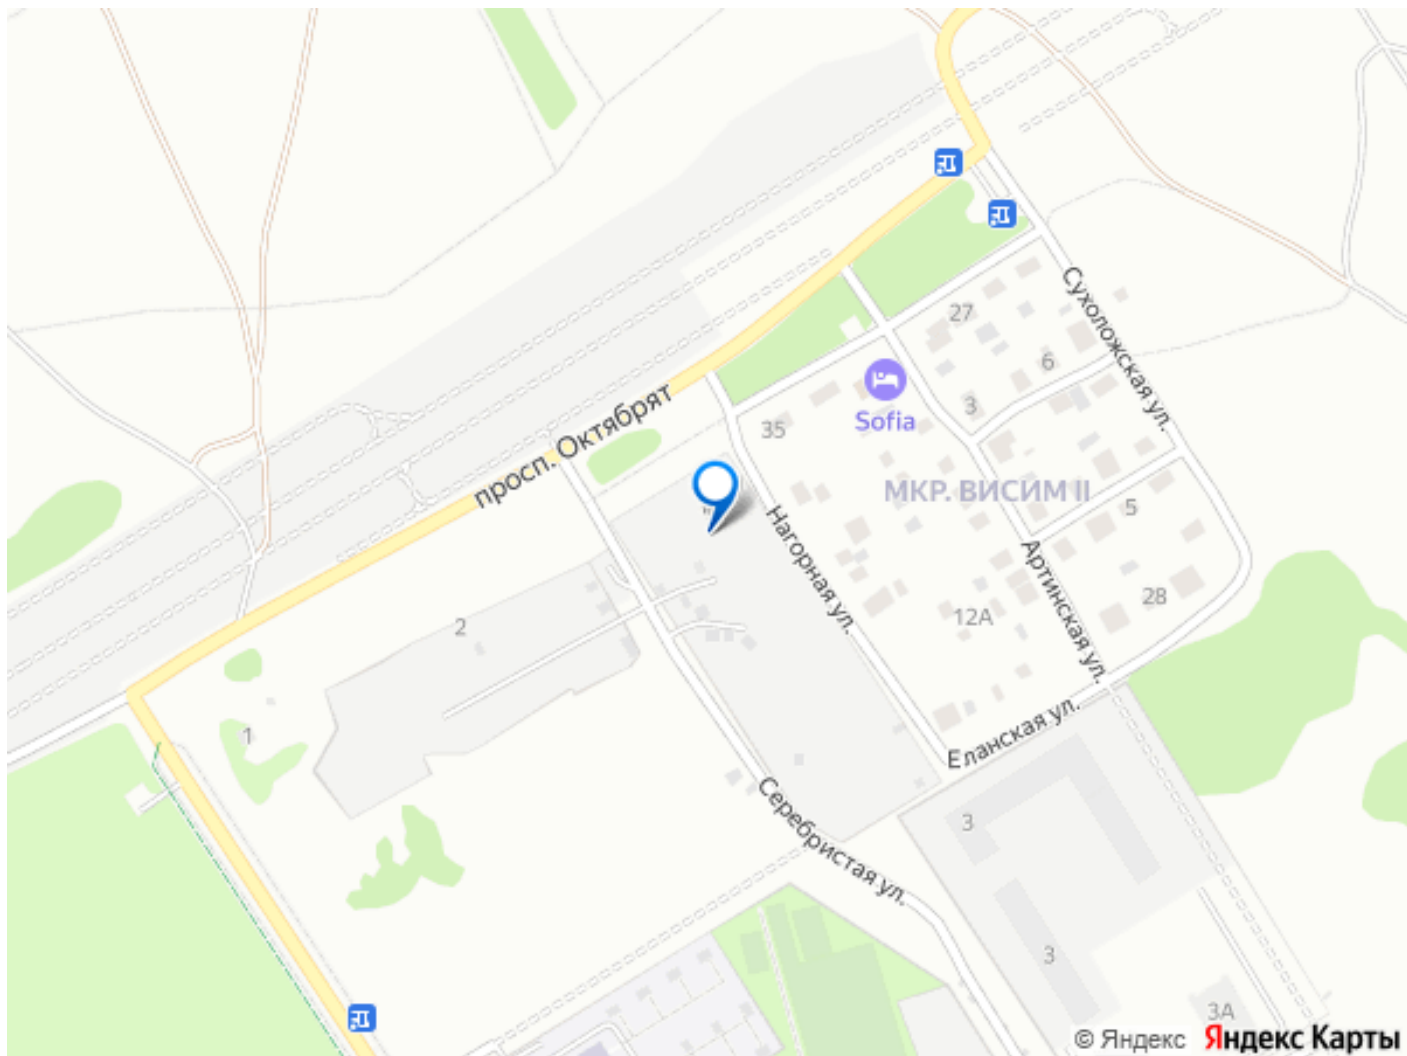 27
Сухоложская ул.
6
Sofia
3
35
просп. Октябрят
МКР. ВИСИМ II
5
Нагорная ул.
Артинская ул.
28
12А
2
1
Еланская ул.
Серебристая ул.
3
3
3А
© Яндекс Яндекс Карты